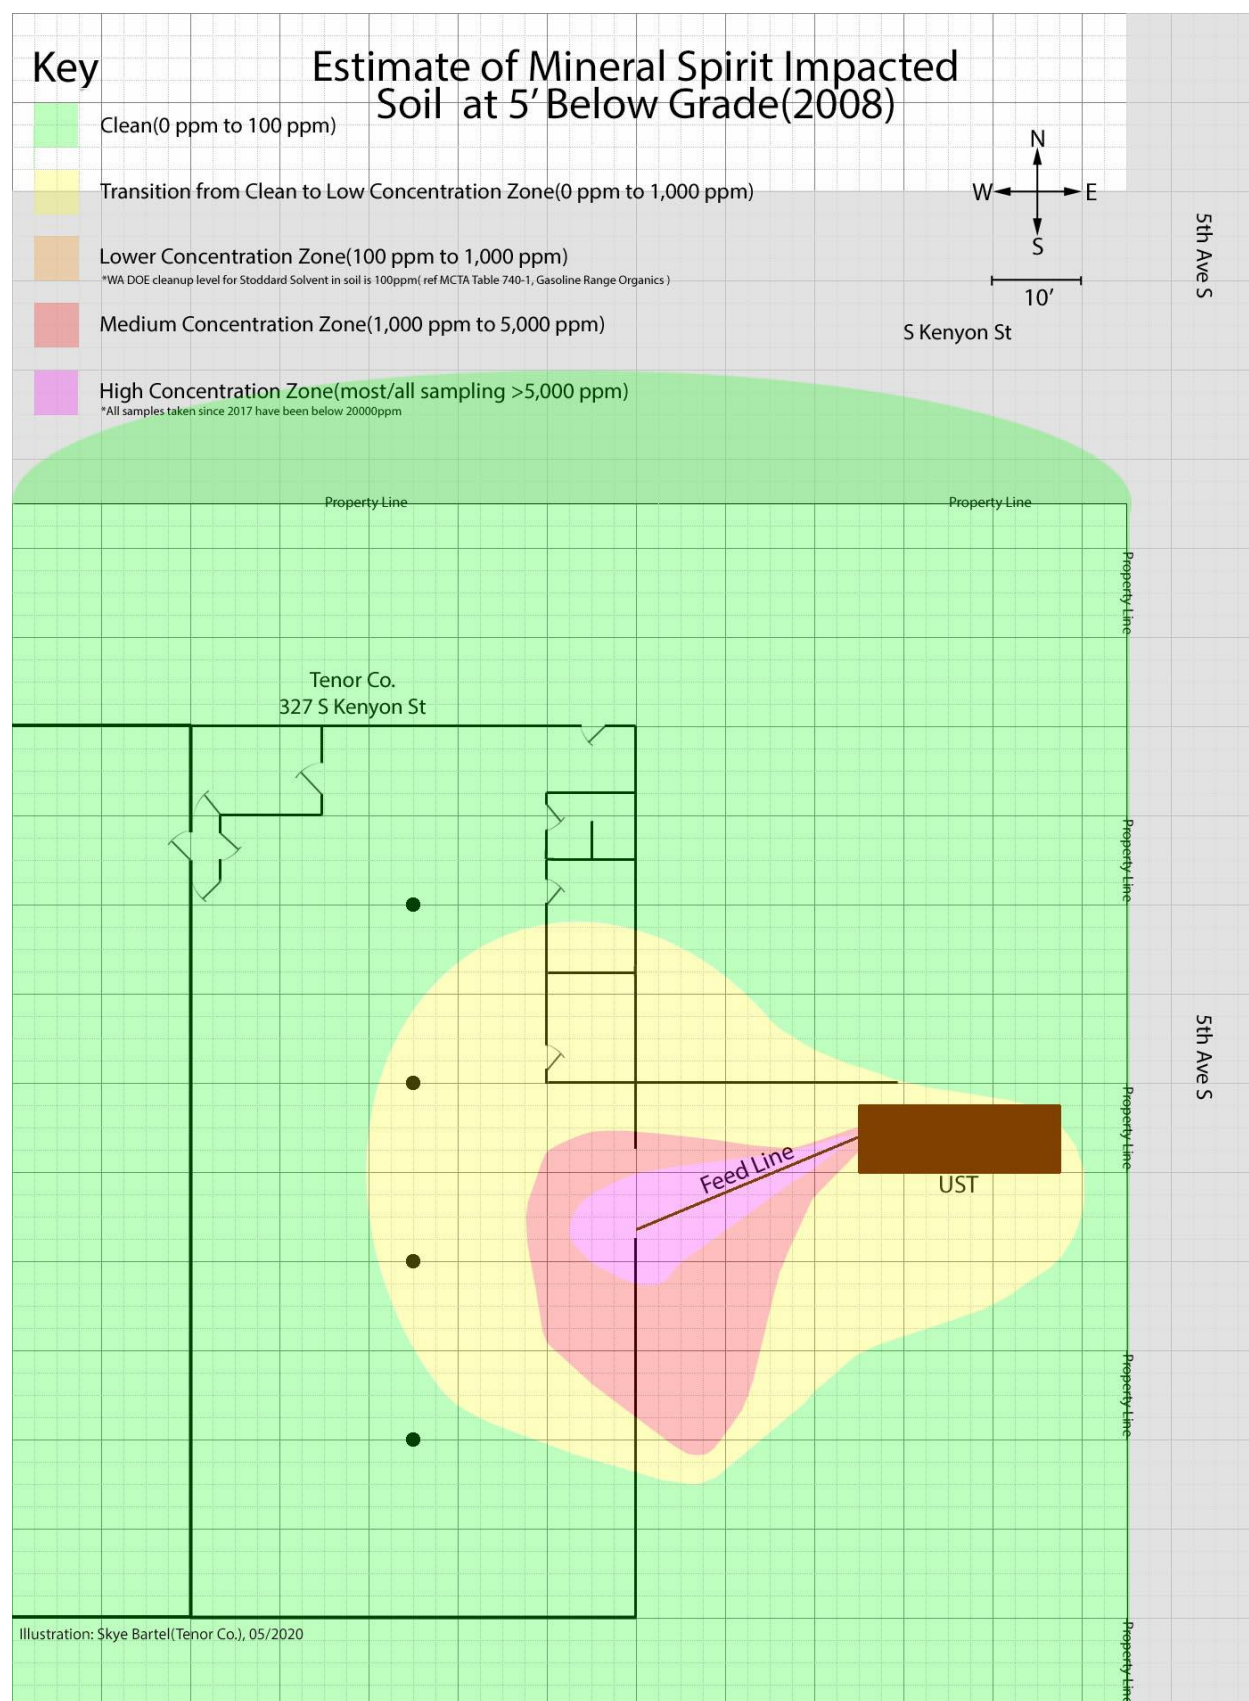 Key
Estimate of Mineral Spirit Impacted
Soil at 5’ Below Grade(2008)
Clean(0 ppm to 100 ppm)
Transition from Clean to Low Concentration Zone(0 ppm to 1,000 ppm)
Lower Concentration Zone(100 ppm to 1,000 ppm)
*WA DOE cleanup level for Stoddard Solvent in soil is 100ppm( ref MCTA Table 740-1, Gasoline Range Organics )
Medium Concentration Zone(1,000 ppm to 5,000 ppm)
High Concentration Zone(most/all sampling >5,000 ppm)
*All samples taken since 2017 have been below 20000ppm
N
W
E
S
10’
S Kenyon St
5th Ave S
Property Line
Property Line
Property Line
Tenor Co.
327 S Kenyon St
Property Line
5th Ave S
Property Line
Feed Line
UST
Property Line
Illustration: Skye Bartel(Tenor Co.), 05/2020
Property Line